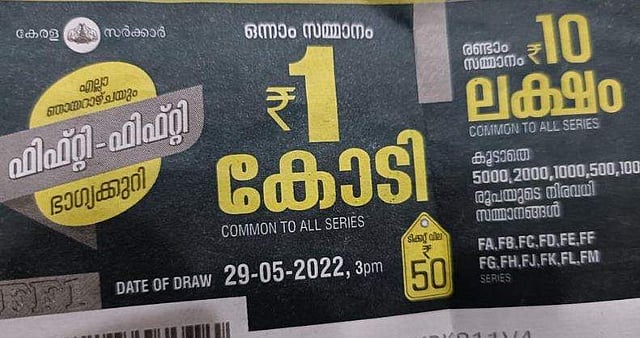 കേരള സർക്കാർ
എല്ലാ
ഞായറാഴ്ചയും
ഫിഫ്റ്റി-ഫിഫ്റ്റി
ഭാഗ്യക്കുറി
ഒന്നാം സമ്മാനം
₹1
കോടി
COMMON TO ALL SERIES
DATE OF DRAW 29-05-2022, 3pm
ടിക്കറ്റ് വില
₹
50
രണ്ടാം
സമ്മാനം ₹10
ലക്ഷം
COMMON TO ALL SERIES
കൂടാതെ
5000,2000,1000,500,100
രൂപയുടെ നിരവധി
സമ്മാനങ്ങൾ
FA,FB,FC,FD,FE,FF
FG,FH,FJ,FK,FL,FM
SERIES